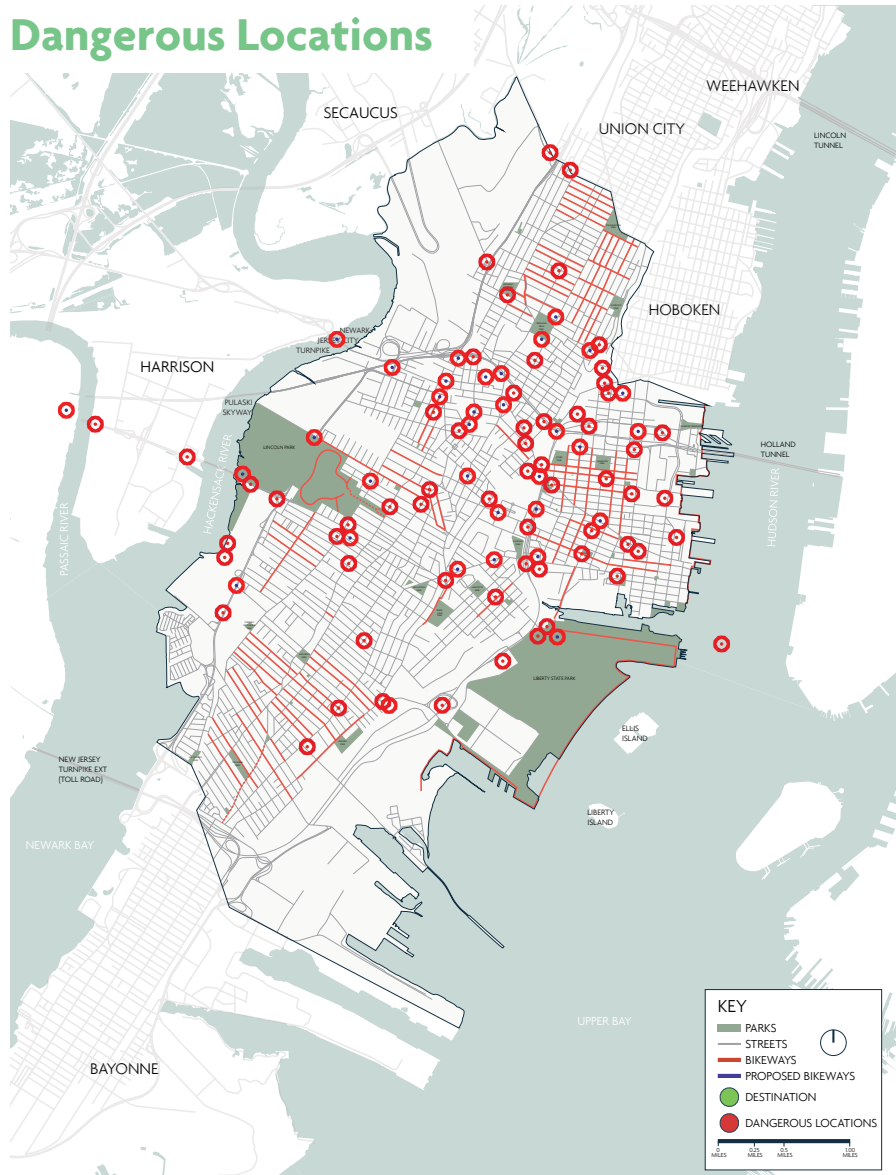 Dangerous Locations
WEEHAWKEN
SECAUCUS
UNION CITY
LINCOLN
TUNNEL
HOBOKEN
NEWARK
JERSEY CITY
TURNPIKE
HARRISON
PULASKI
SKYWAY
LINCOLN PARK
HOLLAND
TUNNEL
HACKENSACK RIVER
PASSAIC RIVER
HUDSON RIVER
LIBERTY STATE PARK
ELLIS
ISLAND
NEW JERSEY
TURNPIKE EXT
(TOLL ROAD)
LIBERTY
ISLAND
NEWARK BAY
UPPER BAY
BAYONNE
KEY
PARKS
STREETS
BIKEWAYS
PROPOSED BIKEWAYS
DESTINATION
DANGEROUS LOCATIONS
0 0.25 0.5 1.00
MILES MILES MILES MILES